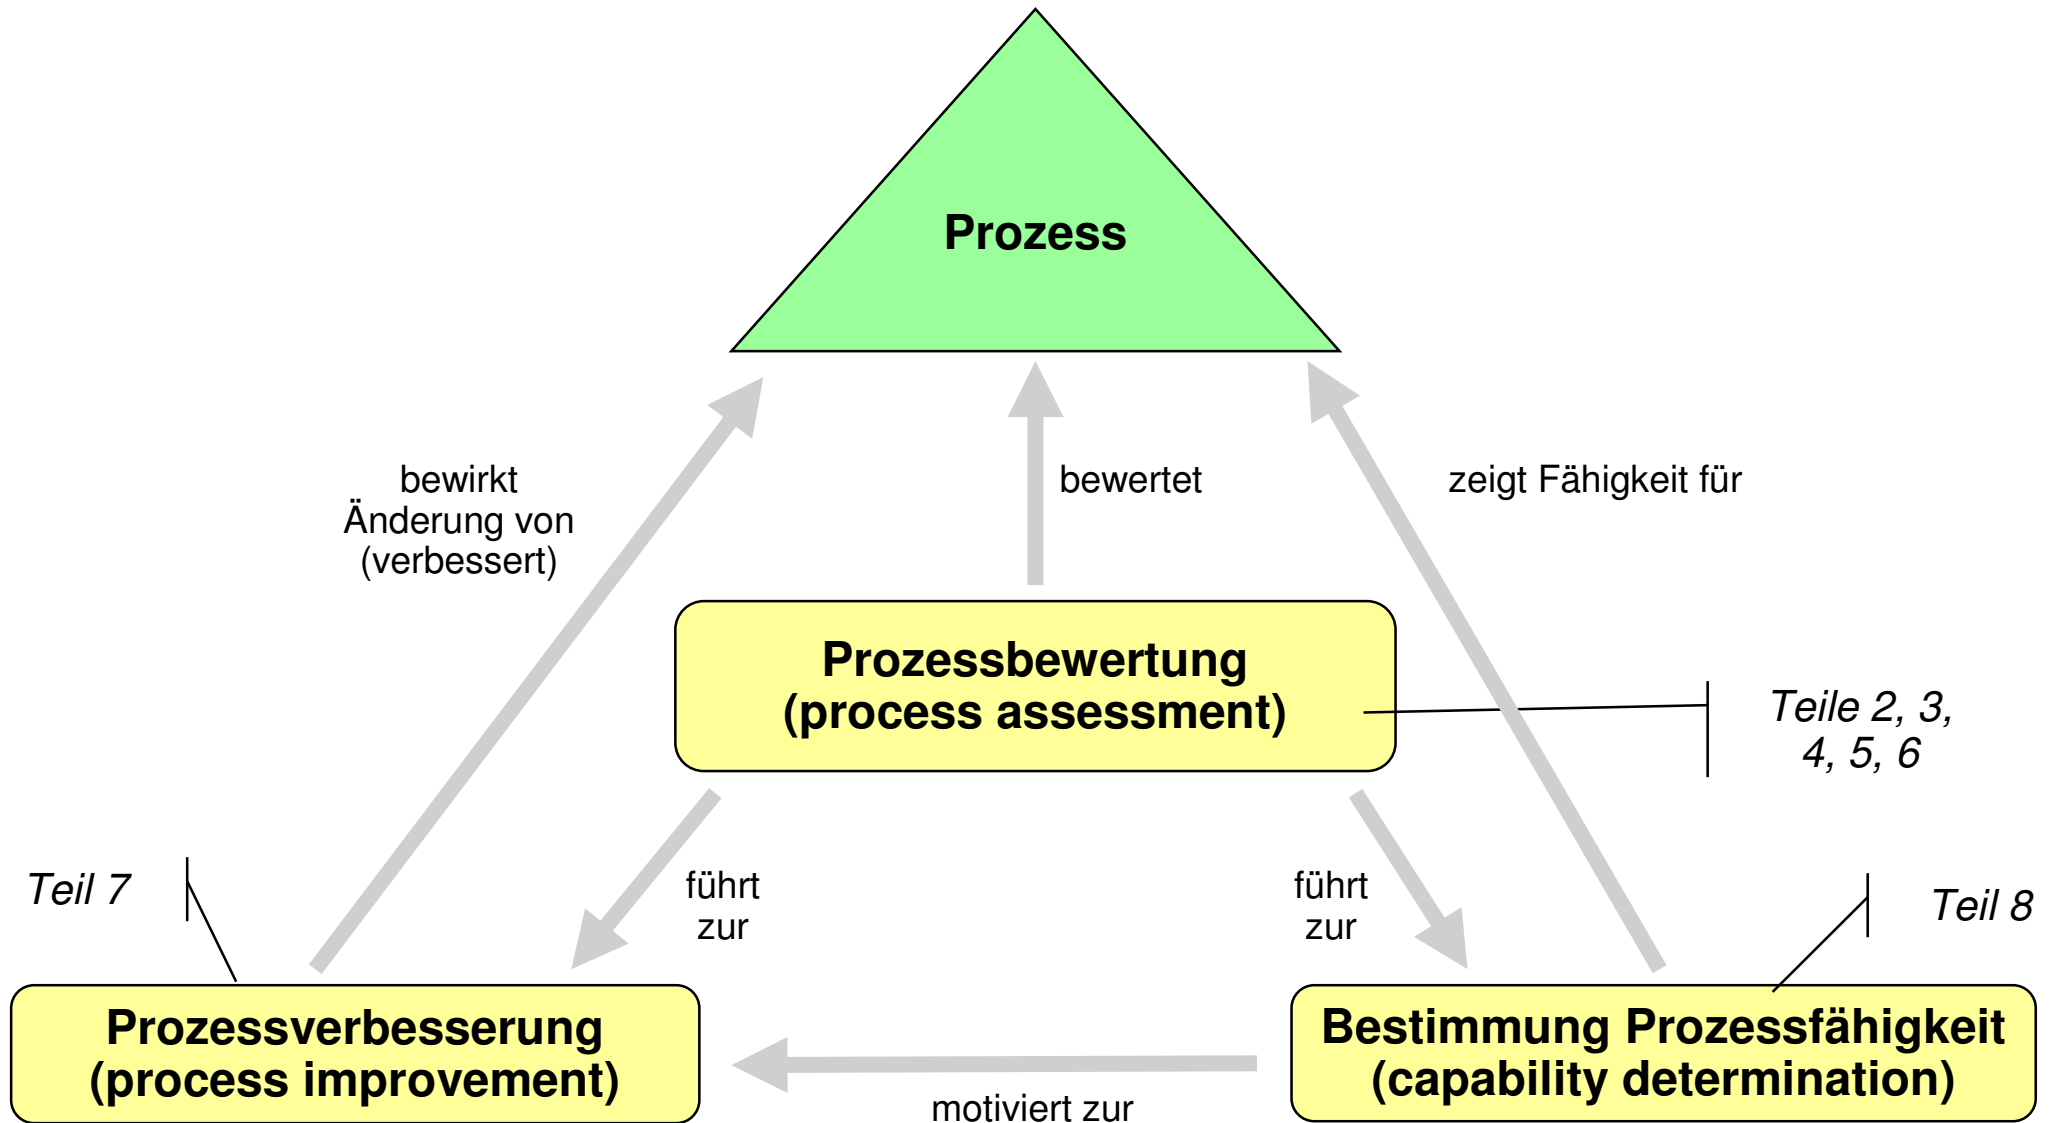 Prozess
bewirkt
Änderung von
(verbessert)
bewertet
zeigt Fähigkeit für
Prozessbewertung
(process assessment)
Teile 2, 3,
4, 5, 6
Teil 7
führt
zur
führt
zur
Teil 8
Prozessverbesserung
(process improvement)
motiviert zur
Bestimmung Prozessfähigkeit
(capability determination)